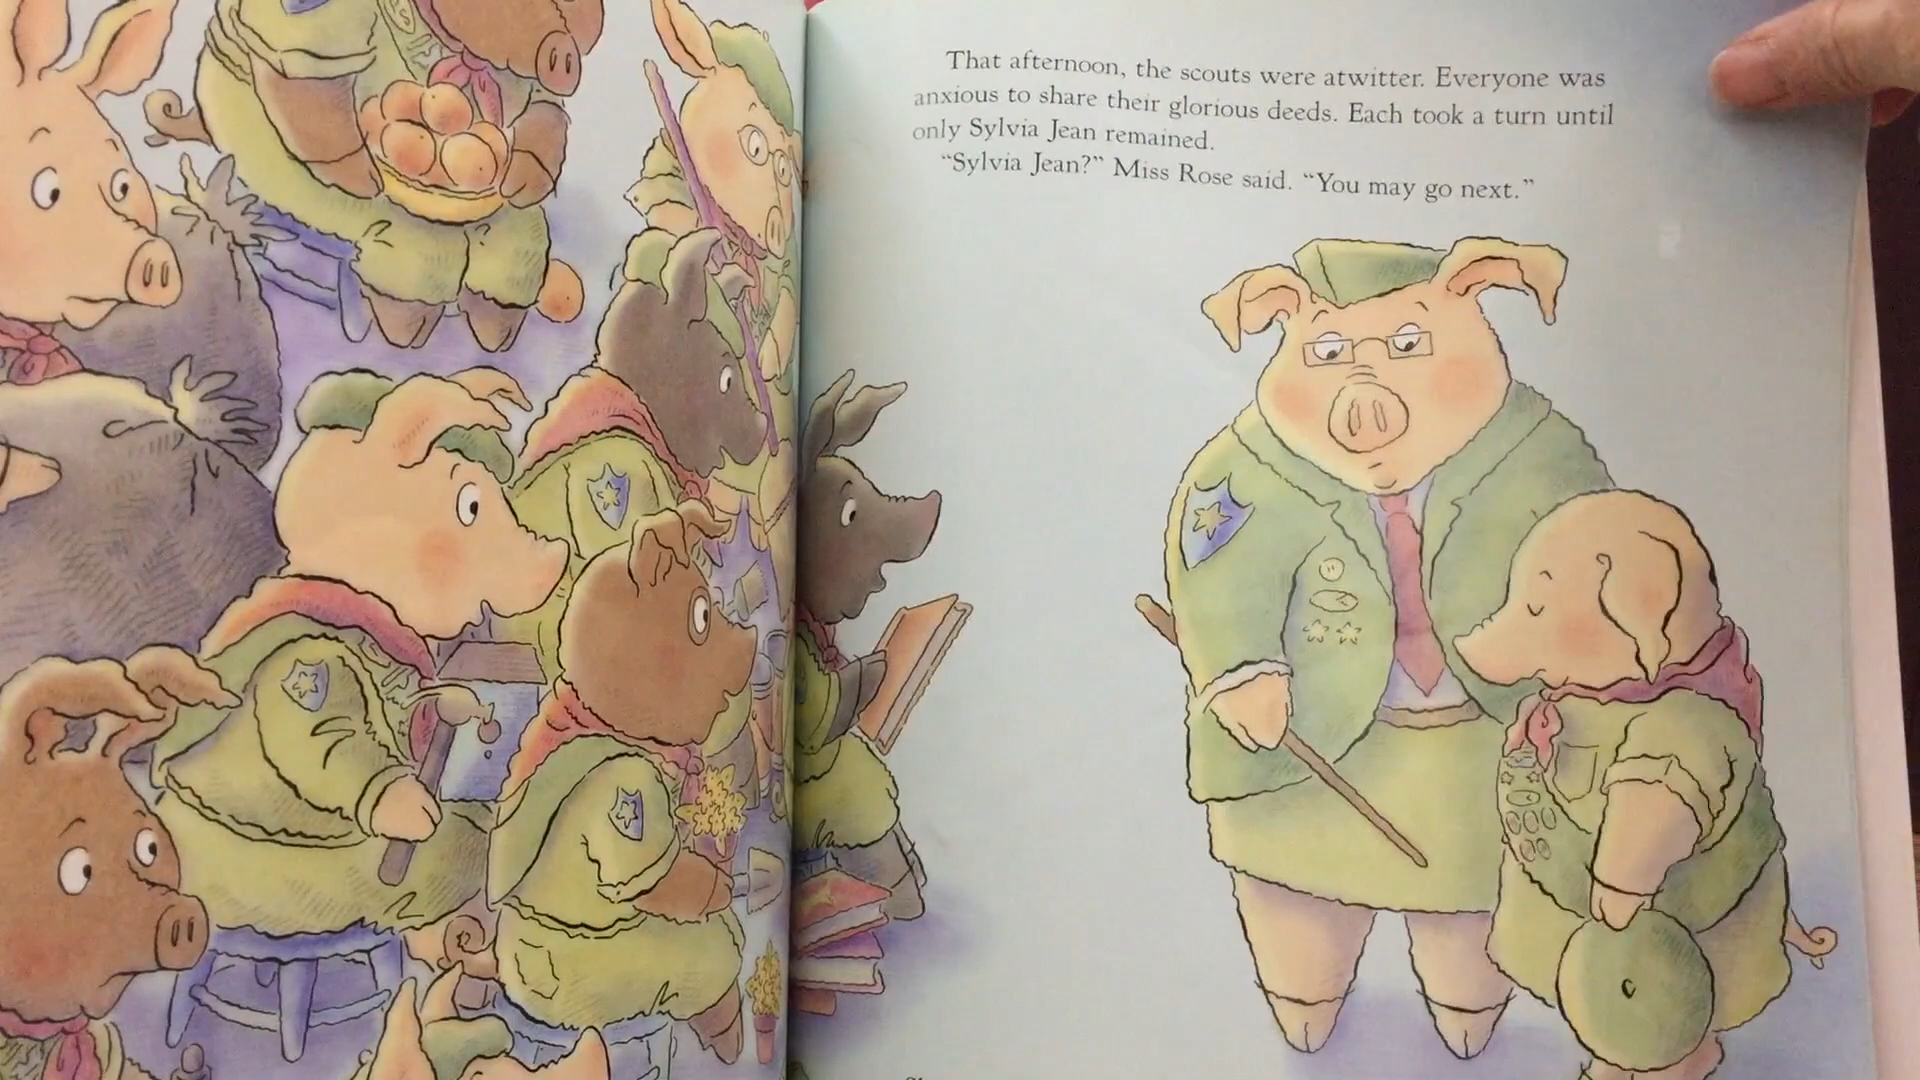 That afternoon, the scouts were atwitter. Everyone was
anxious to share their glorious deeds. Each took a turn until
only Sylvia Jean remained.
“Sylvia Jean?” Miss Rose said. “You may go next.”